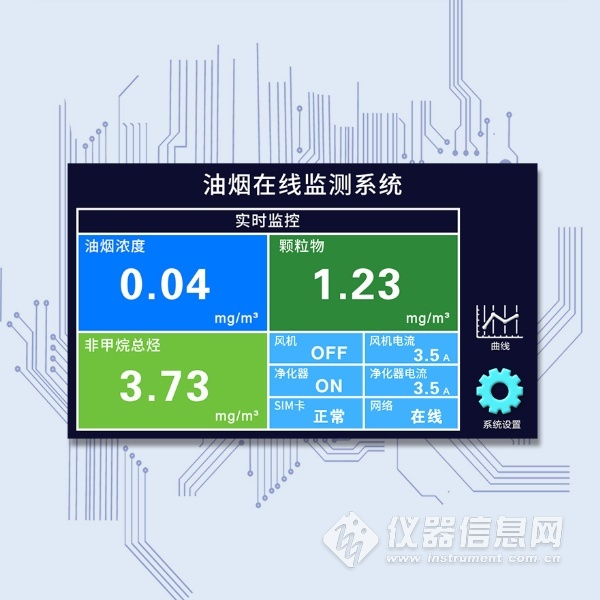 油烟在线监测系统
实时监控
油烟浓度
0.04
mg/m³
颗粒物
1.23
mg/m³
非甲烷总烃
3.73
mg/m³
风机
OFF
风机电流
3.5 A
净化器
ON
净化器电流
3.5 A
SIM卡
正常
网络
在线
曲线
系统设置
仪器信息网
www.instrument.com.cn